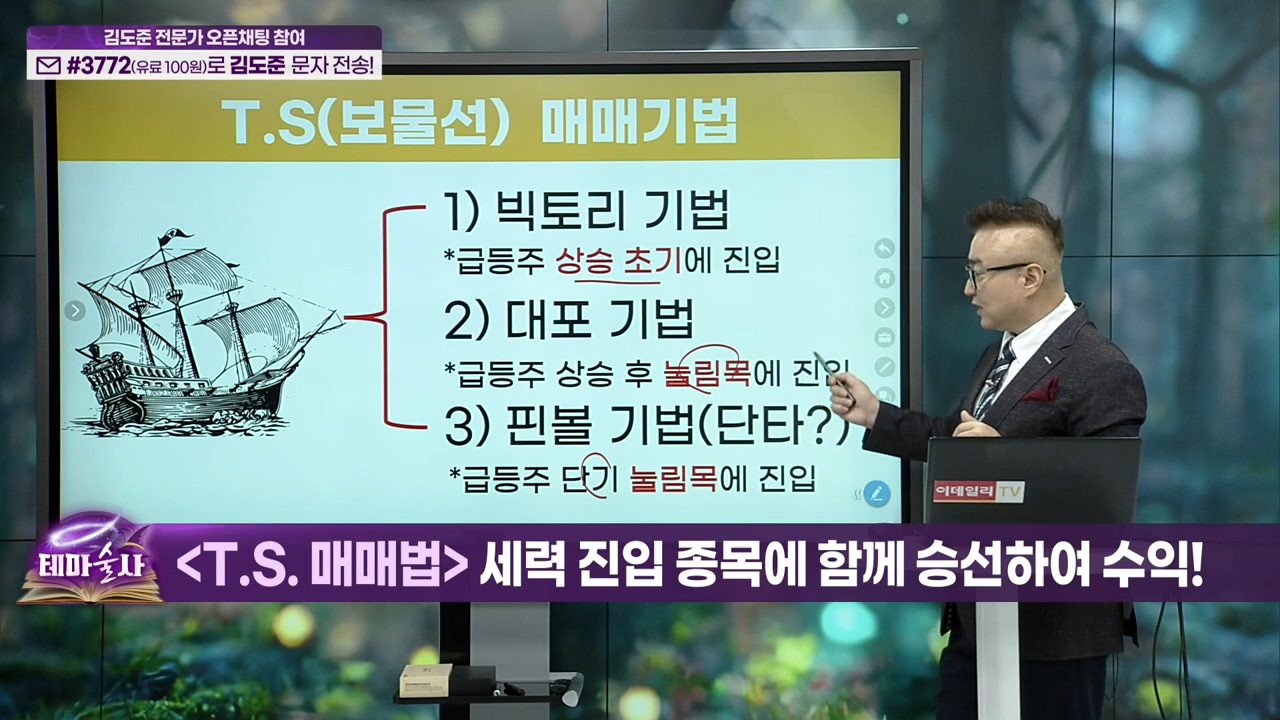 김도준 전문가 오픈채팅 참여
#3772(유료 100원)로 김도준 문자 전송!
T.S(보물선) 매매기법
1) 빅토리 기법
*급등주 상승 초기에 진입
2) 대포 기법
*급등주 상승 후 눌림목에 진입
3) 핀볼 기법(단타?)
*급등주 단기 눌림목에 진입
이데일리TV
테마술사
<T.S. 매매법> 세력 진입 종목에 함께 승선하여 수익!